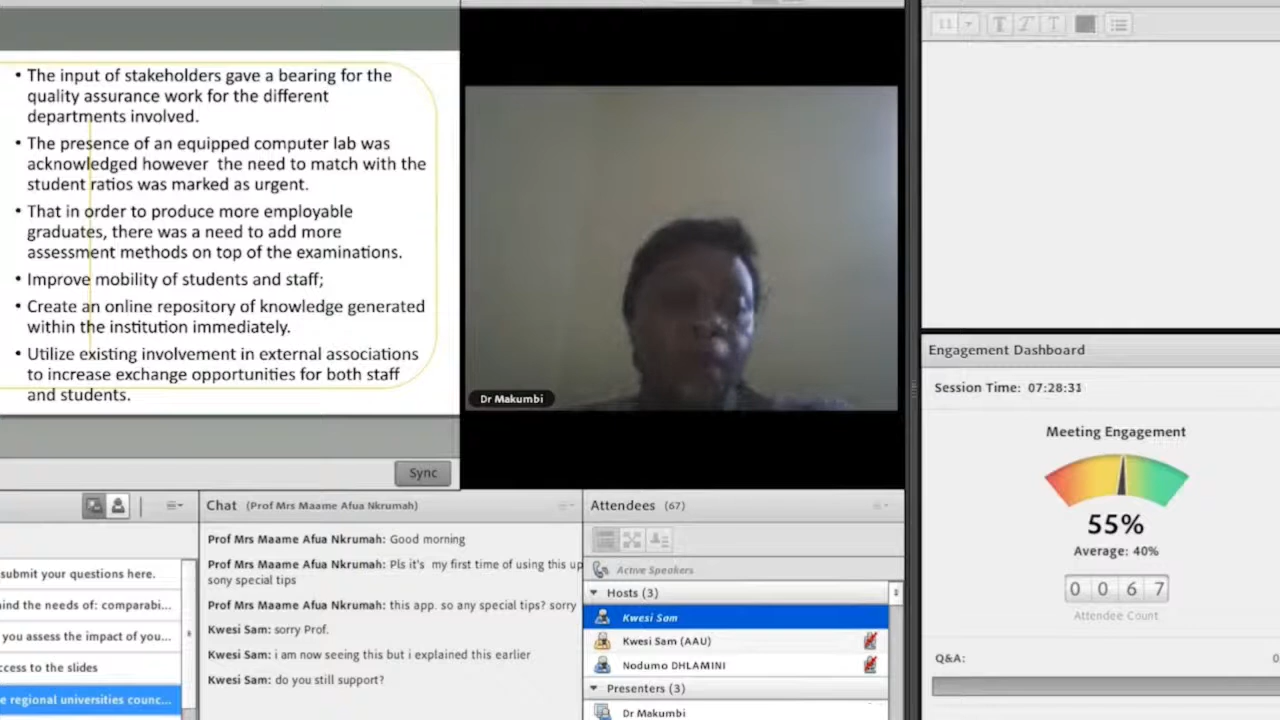 • The input of stakeholders gave a bearing for the
quality assurance work for the different
departments involved.
• The presence of an equipped computer lab was
acknowledged however the need to match with the
student ratios was marked as urgent.
• That in order to produce more employable
graduates, there was a need to add more
assessment methods on top of the examinations.
• Improve mobility of students and staff;
• Create an online repository of knowledge generated
within the institution immediately.
• Utilize existing involvement in external associations
to increase exchange opportunities for both staff
and students.
Sync
Dr Makumbi
submit your questions here.
ind the needs of: comparabi...
you assess the impact of you...
ccess to the slides
e regional universities counc...
Chat (Prof Mrs Maame Afua Nkrumah)
Prof Mrs Maame Afua Nkrumah: Good morning
Prof Mrs Maame Afua Nkrumah: Pls it's my first time of using this up
sony special tips
Prof Mrs Maame Afua Nkrumah: this app. so any special tips? sorry
Kwesi Sam: sorry Prof.
Kwesi Sam: i am now seeing this but i explained this earlier
Kwesi Sam: do you still support?
Attendees (67)
Active Speakers
Hosts (3)
Kwesi Sam
Kwesi Sam (AAU)
Nodumo DHLAMINI
Presenters (3)
Dr Makumbi
11
T T T
Engagement Dashboard
Session Time: 07:28:31
Meeting Engagement
55%
Average: 40%
0 0 6 7
Attendee Count
Q&A: 0